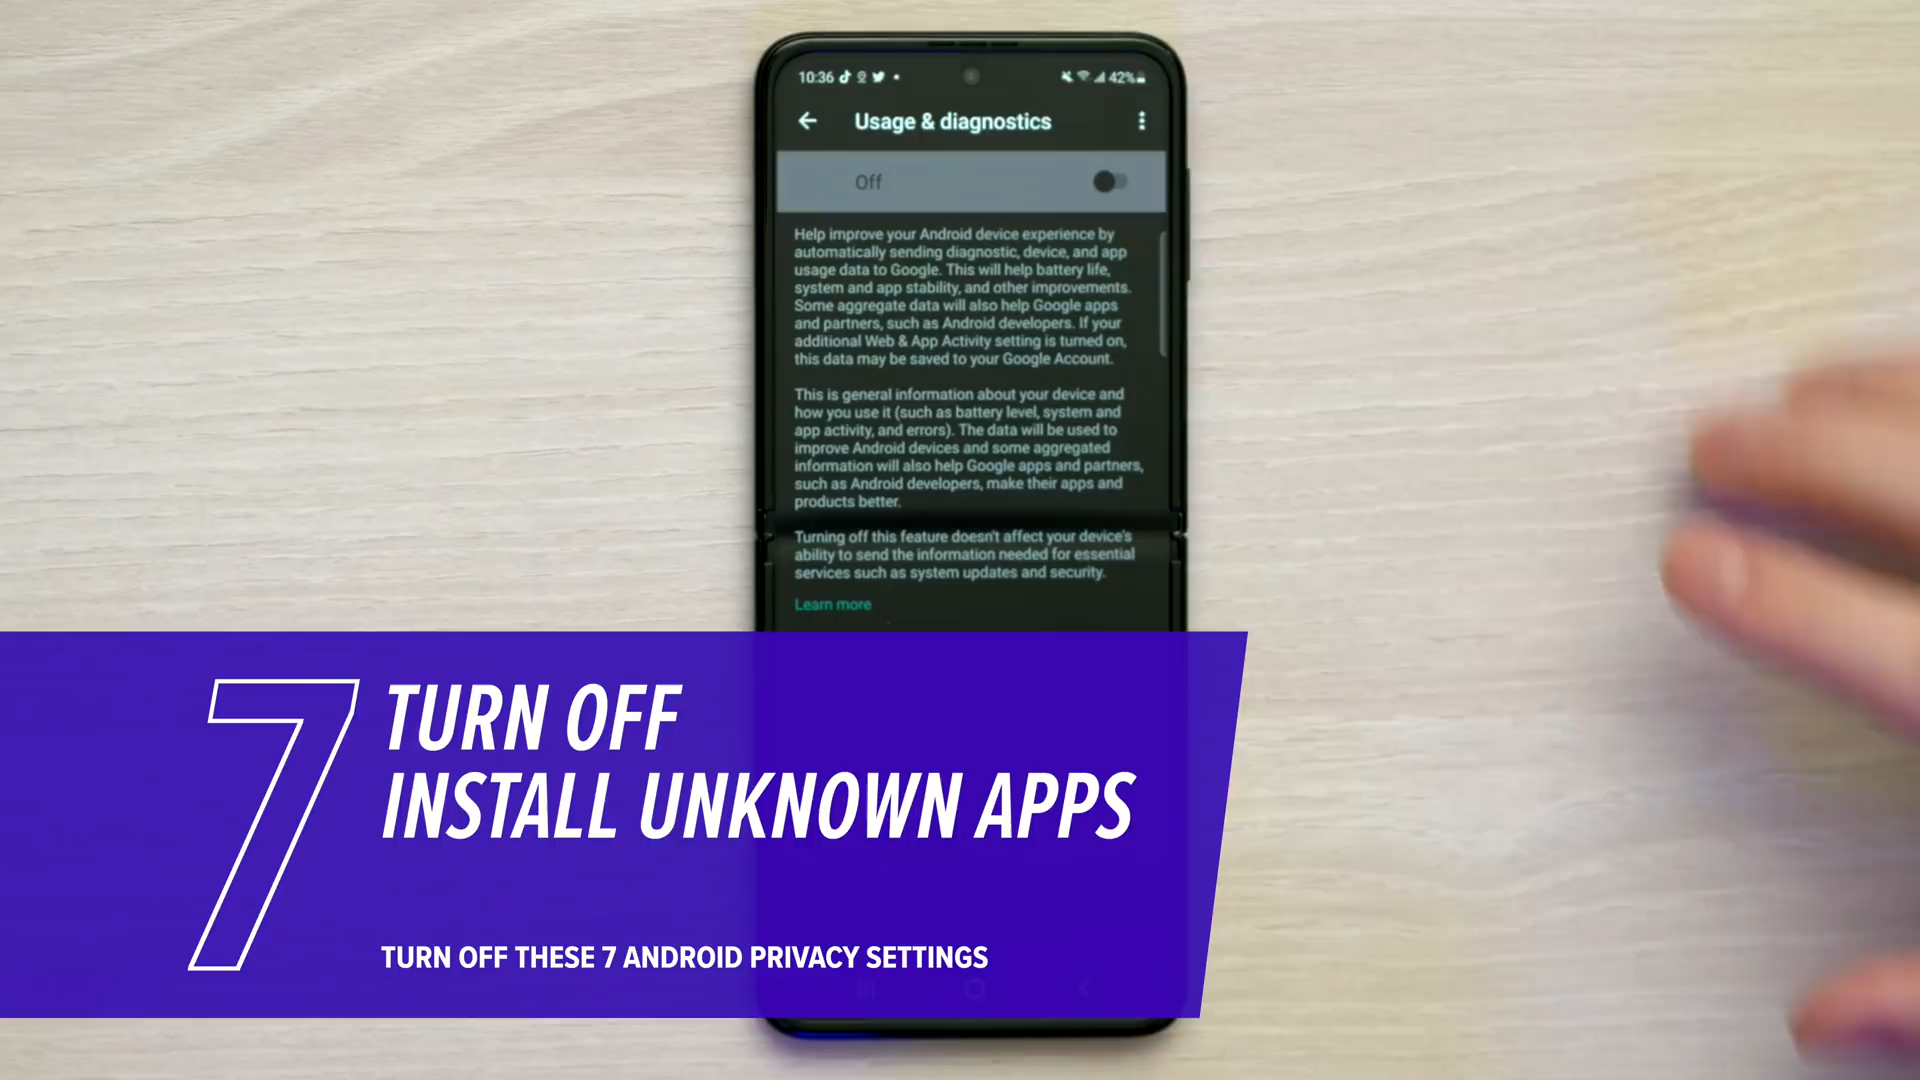 10:36
42%
Usage & diagnostics
Off
Help improve your Android device experience by
automatically sending diagnostic, device, and app
usage data to Google. This will help battery life,
system and app stability, and other improvements.
Some aggregate data will also help Google apps
and partners, such as Android developers. If your
additional Web & App Activity setting is turned on,
this data may be saved to your Google Account.
This is general information about your device and
how you use it (such as battery level, system and
app activity, and errors). The data will be used to
improve Android devices and some aggregated
information will also help Google apps and partners,
such as Android developers, make their apps and
products better.
Turning off this feature doesn't affect your device's
ability to send the information needed for essential
services such as system updates and security.
Learn more
7
TURN OFF
INSTALL UNKNOWN APPS
TURN OFF THESE 7 ANDROID PRIVACY SETTINGS